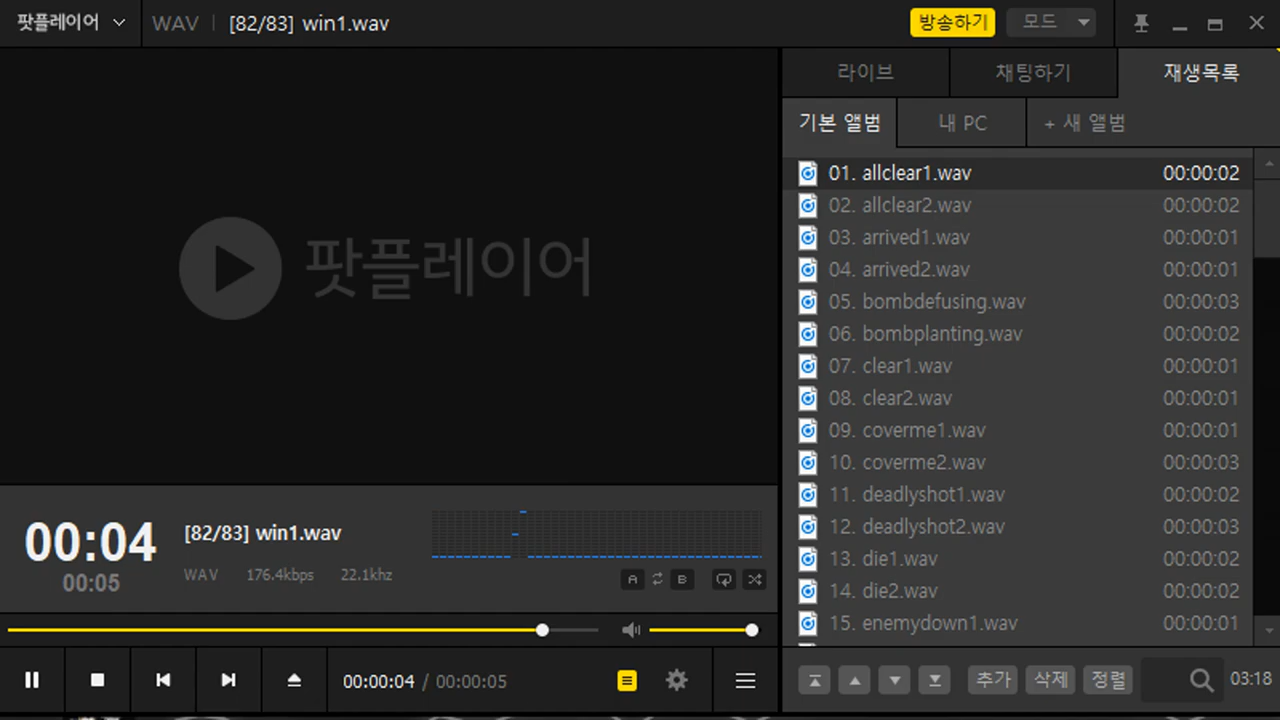 팟플레이어 WAV [82/83] win1.wav 방송하기 모드
라이브 채팅하기 재생목록
기본 앨범 내 PC + 새 앨범
팟플레이어
01. allclear1.wav 00:00:02
02. allclear2.wav 00:00:02
03. arrived1.wav 00:00:01
04. arrived2.wav 00:00:01
05. bombdefusing.wav 00:00:03
06. bombplanting.wav 00:00:02
07. clear1.wav 00:00:01
08. clear2.wav 00:00:01
09. coverme1.wav 00:00:01
10. coverme2.wav 00:00:03
11. deadlyshot1.wav 00:00:02
12. deadlyshot2.wav 00:00:03
13. die1.wav 00:00:02
14. die2.wav 00:00:02
15. enemydown1.wav 00:00:01
00:04 [82/83] win1.wav
00:05 WAV 176.4kbps 22.1khz A B
00:00:04 / 00:00:05
추가 삭제 정렬 03:18